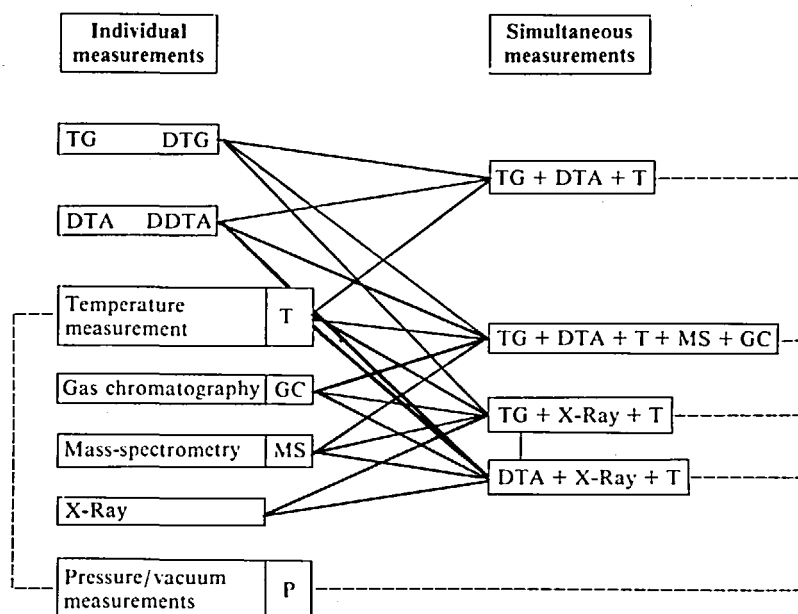 Individual
measurements
Simultaneous
measurements
TG DTG
TG + DTA + T
DTA DDTA
Temperature
measurement
T
TG + DTA + T + MS + GC
Gas chromatography GC
TG + X-Ray + T
Mass-spectrometry MS
DTA + X-Ray + T
X-Ray
Pressure/vacuum
measurements
P